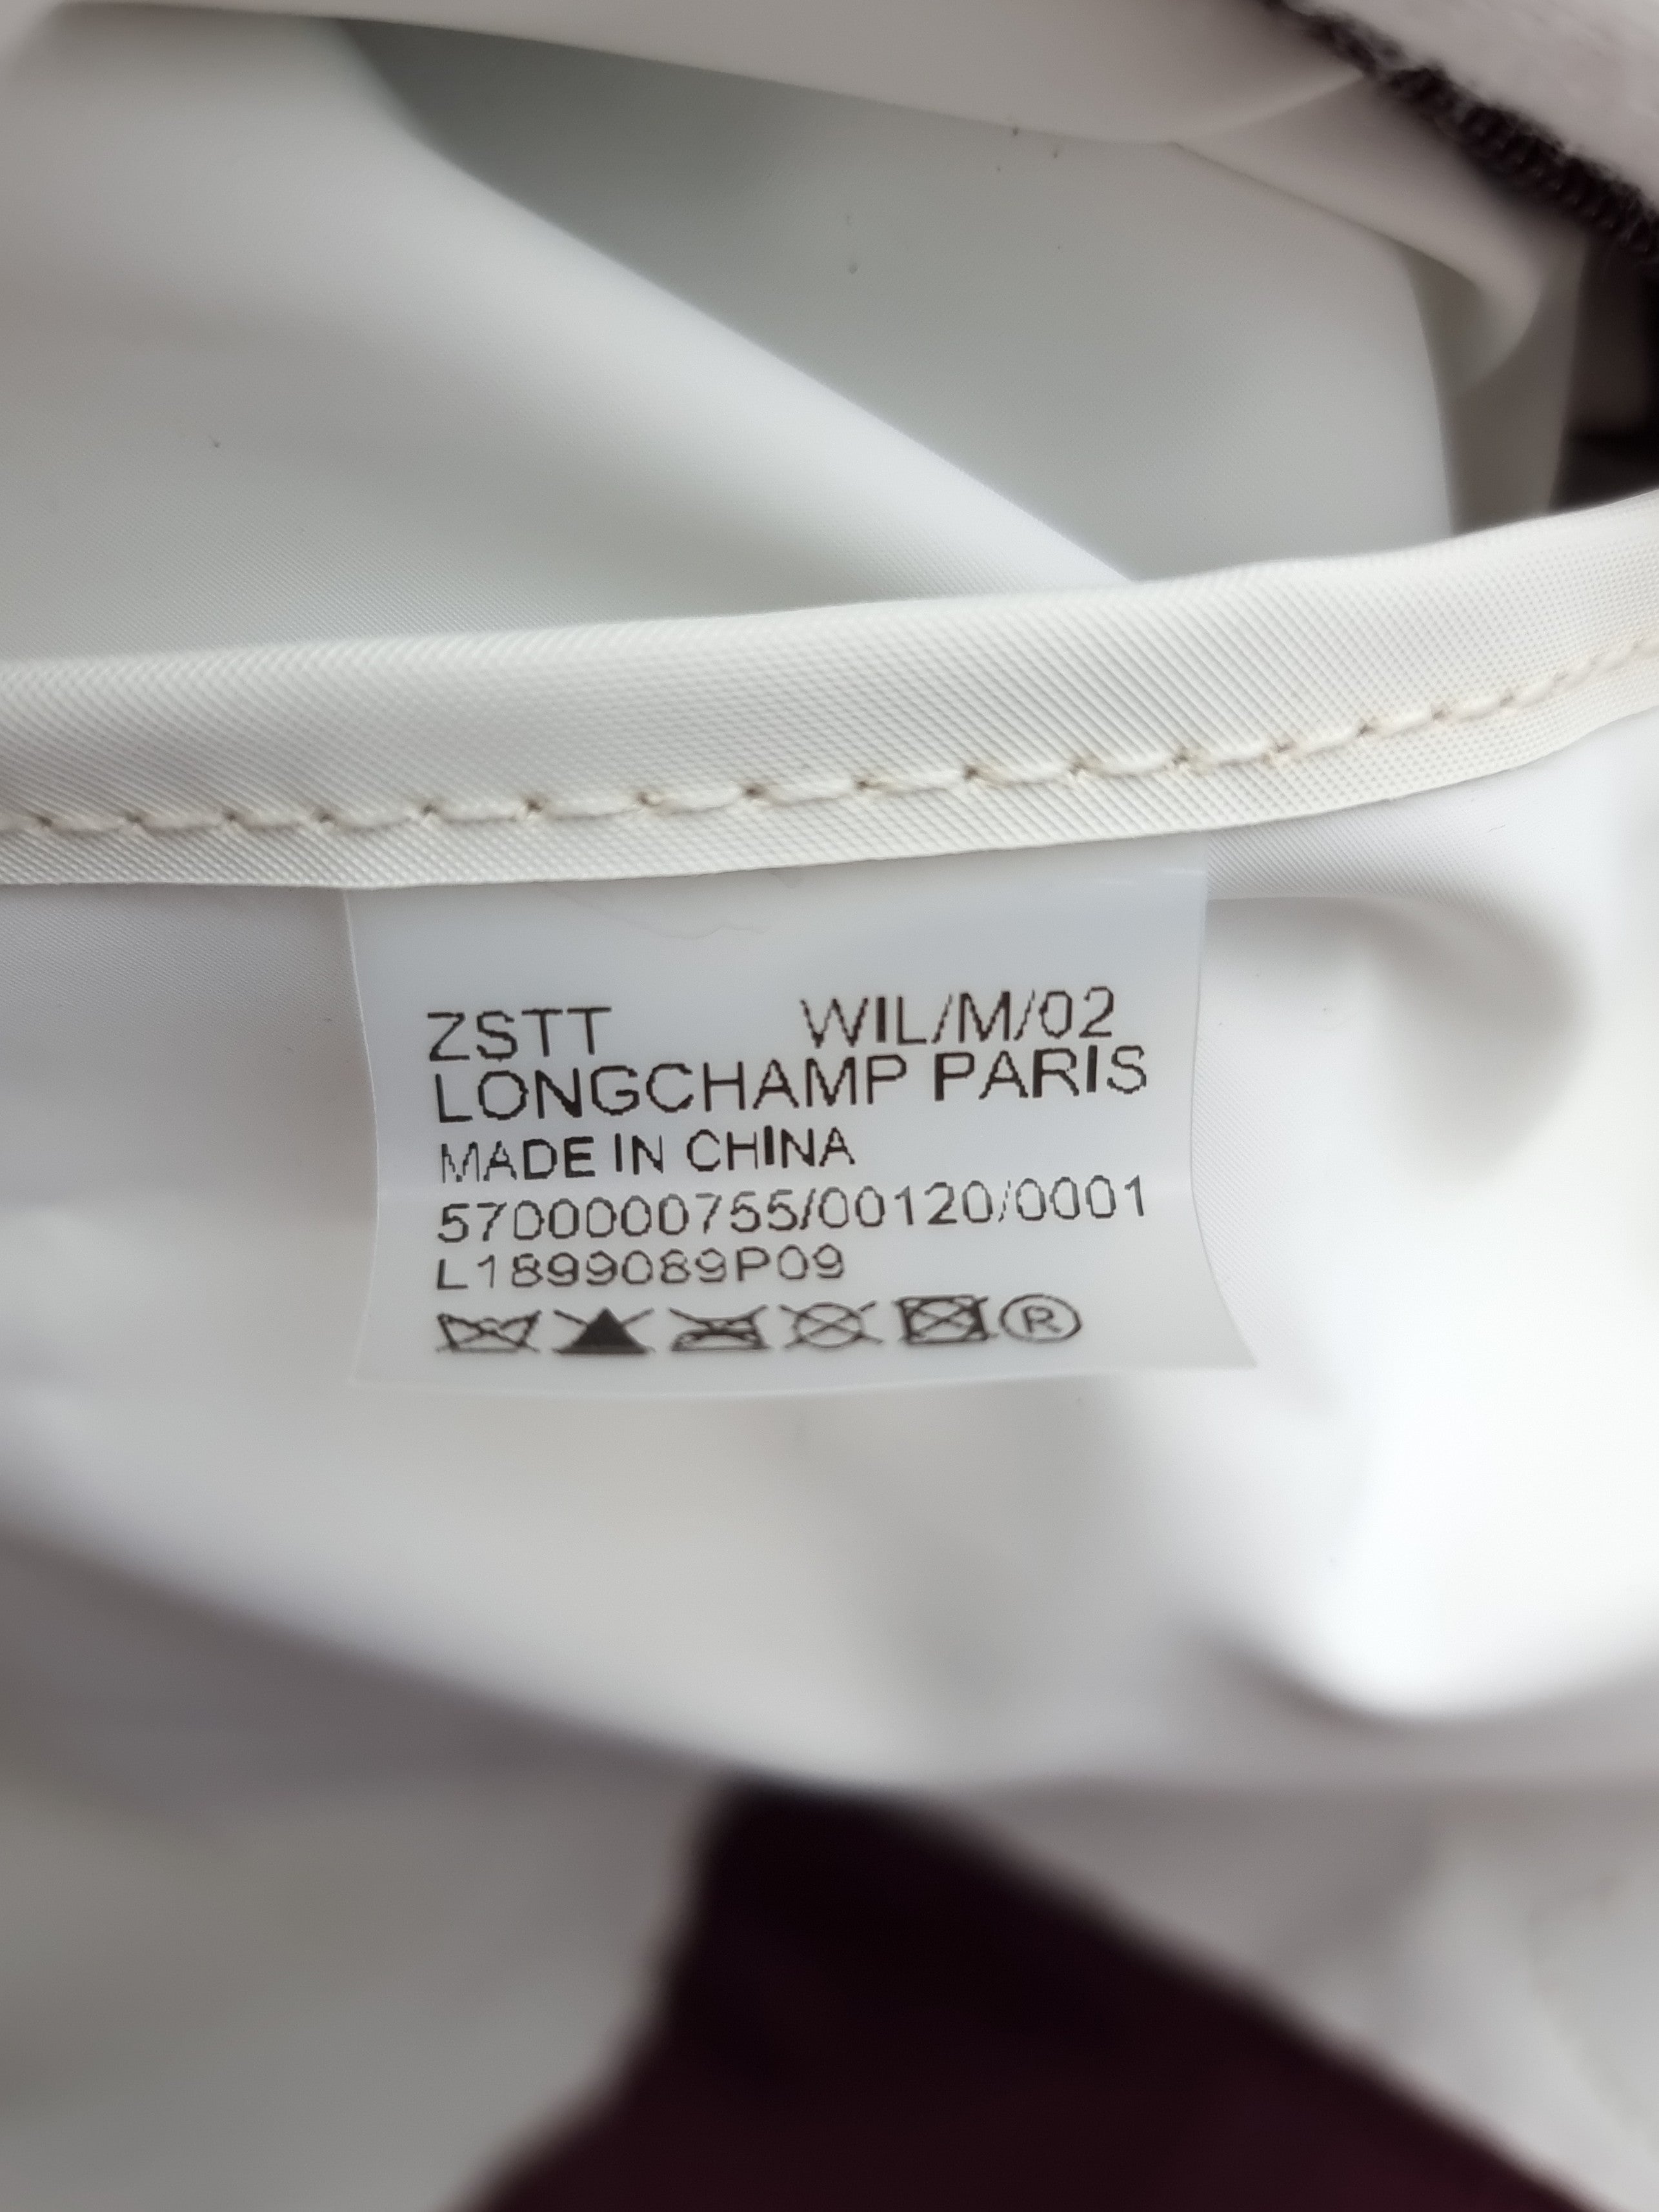 ZSTT WIL/M/02
LONGCHAMP PARIS
MADE IN CHINA
5700000755/00120/0001
L1899089P09
®